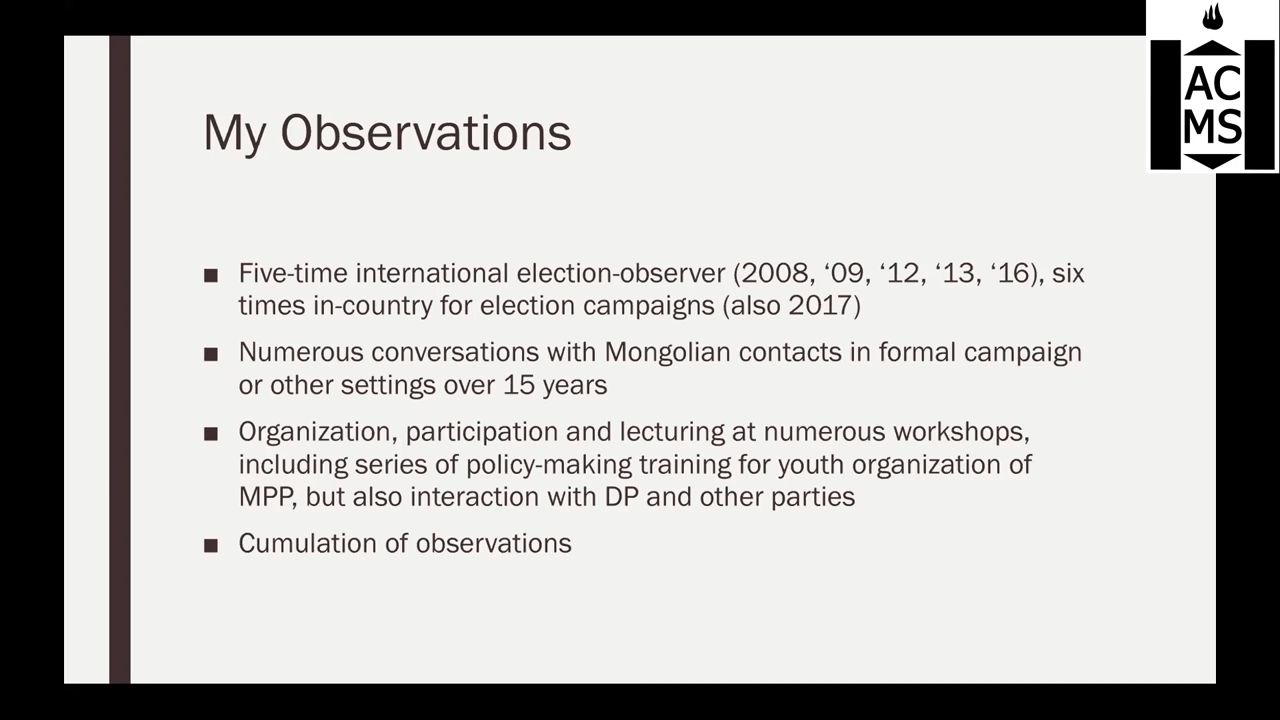 AC
MS
My Observations
■ Five-time international election-observer (2008, ‘09, ‘12, ‘13, ‘16), six
times in-country for election campaigns (also 2017)
■ Numerous conversations with Mongolian contacts in formal campaign
or other settings over 15 years
■ Organization, participation and lecturing at numerous workshops,
including series of policy-making training for youth organization of
MPP, but also interaction with DP and other parties
■ Cumulation of observations